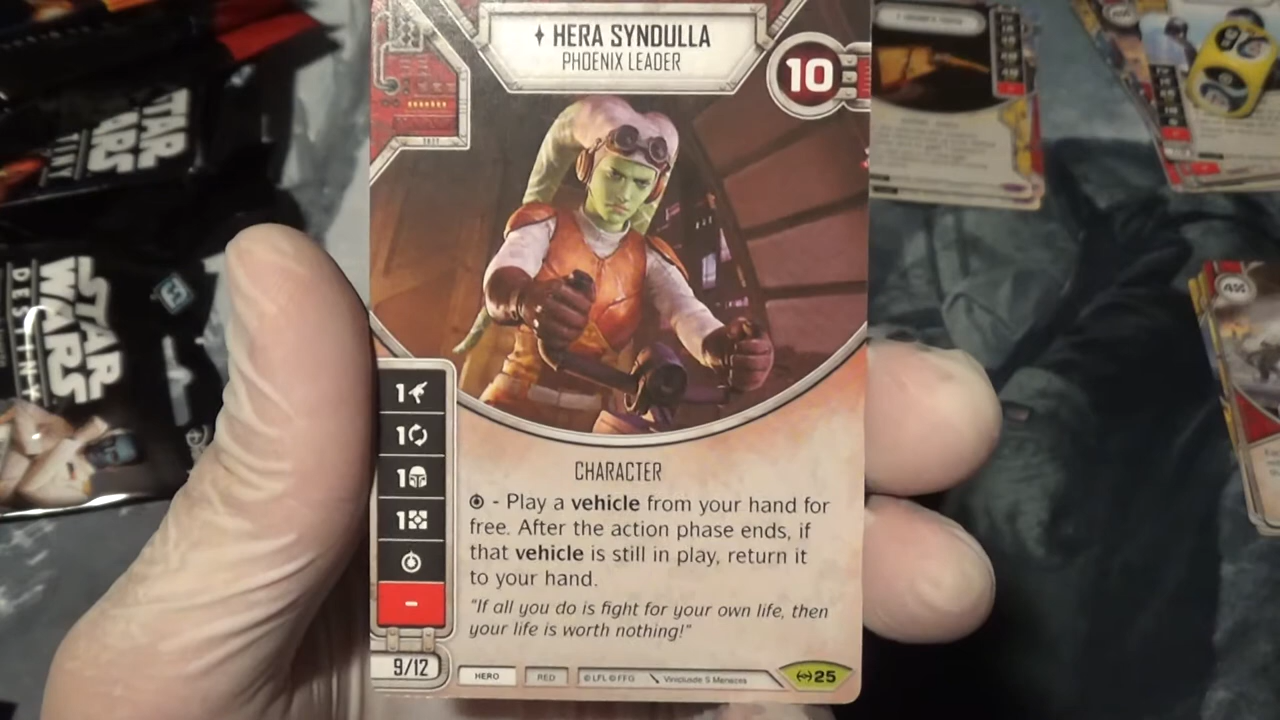 HERA SYNDULLA
PHOENIX LEADER
10
1
1
1
1
-
9/12
CHARACTER
- Play a vehicle from your hand for
free. After the action phase ends, if
that vehicle is still in play, return it
to your hand.
"If all you do is fight for your own life, then
your life is worth nothing!"
HERO
RED
© LFL © FFG
25
STAR
WARS
STAR
WARS
DESTINY